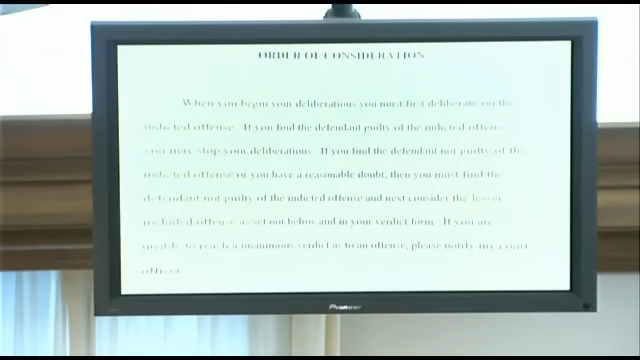 ORDER OF CONSIDERATION
When you begin your deliberations you must first deliberate on the
indicted offense. If you find the defendant guilty of the indicted offense
you may stop your deliberations. If you find the defendant not guilty of the
indicted offense or you have a reasonable doubt, then you must find the
defendant not guilty of the indicted offense and next consider the lesser
included offense as set out below and in your verdict form. If you are
unable to reach a unanimous verdict as to an offense, please notify my court
officer
Pioneer